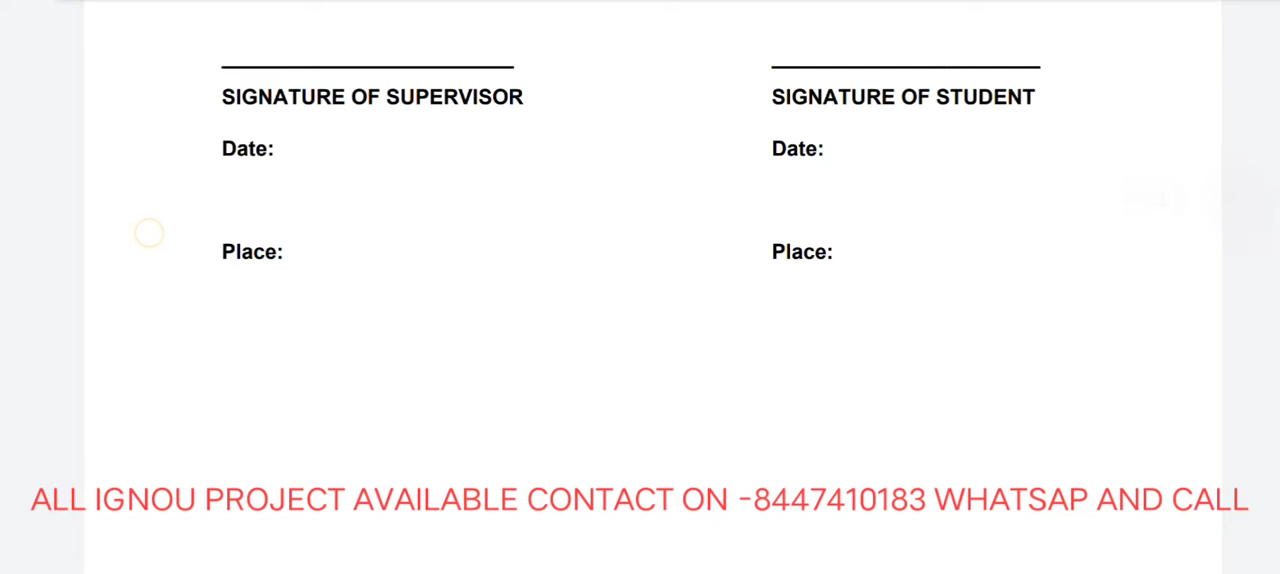 SIGNATURE OF SUPERVISOR SIGNATURE OF STUDENT
Date: Date:
Place: Place:
ALL IGNOU PROJECT AVAILABLE CONTACT ON -8447410183 WHATSAP AND CALL